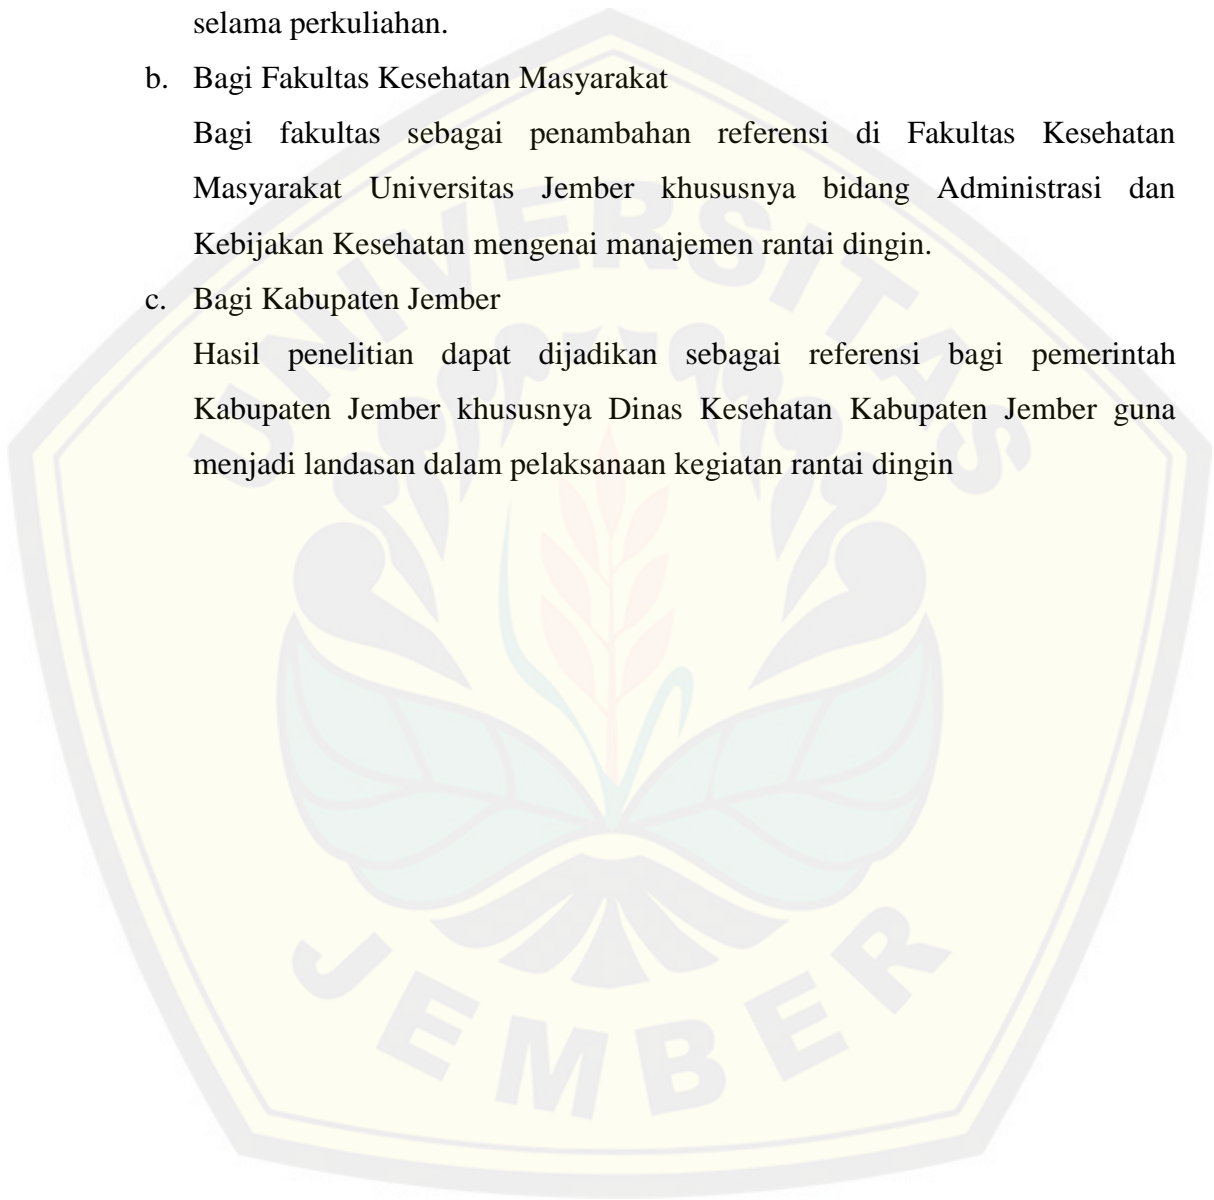 selama perkuliahan.
b. Bagi Fakultas Kesehatan Masyarakat
Bagi fakultas sebagai penambahan referensi di Fakultas Kesehatan
Masyarakat Universitas Jember khususnya bidang Administrasi dan
Kebijakan Kesehatan mengenai manajemen rantai dingin.
c. Bagi Kabupaten Jember
Hasil penelitian dapat dijadikan sebagai referensi bagi pemerintah
Kabupaten Jember khususnya Dinas Kesehatan Kabupaten Jember guna
menjadi landasan dalam pelaksanaan kegiatan rantai dingin
UNIVERSITAS
JEMBER